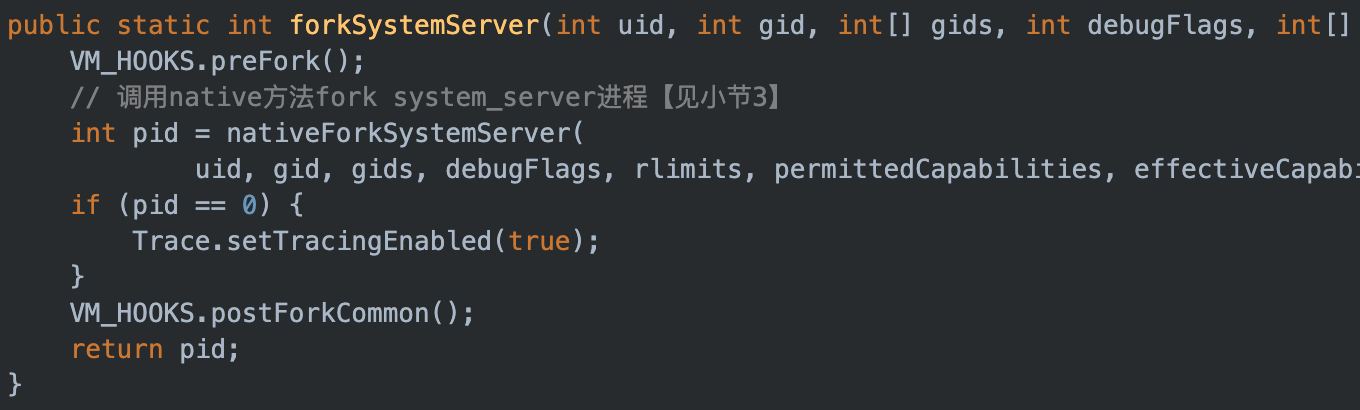 public static int forkSystemServer(int uid, int gid, int[] gids, int debugFlags, int[]
VM_HOOKS.preFork();
// 调用native方法fork system_server进程【见小节3】
int pid = nativeForkSystemServer(
uid, gid, gids, debugFlags, rlimits, permittedCapabilities, effectiveCapabi
if (pid == 0) {
Trace.setTracingEnabled(true);
}
VM_HOOKS.postForkCommon();
return pid;
}